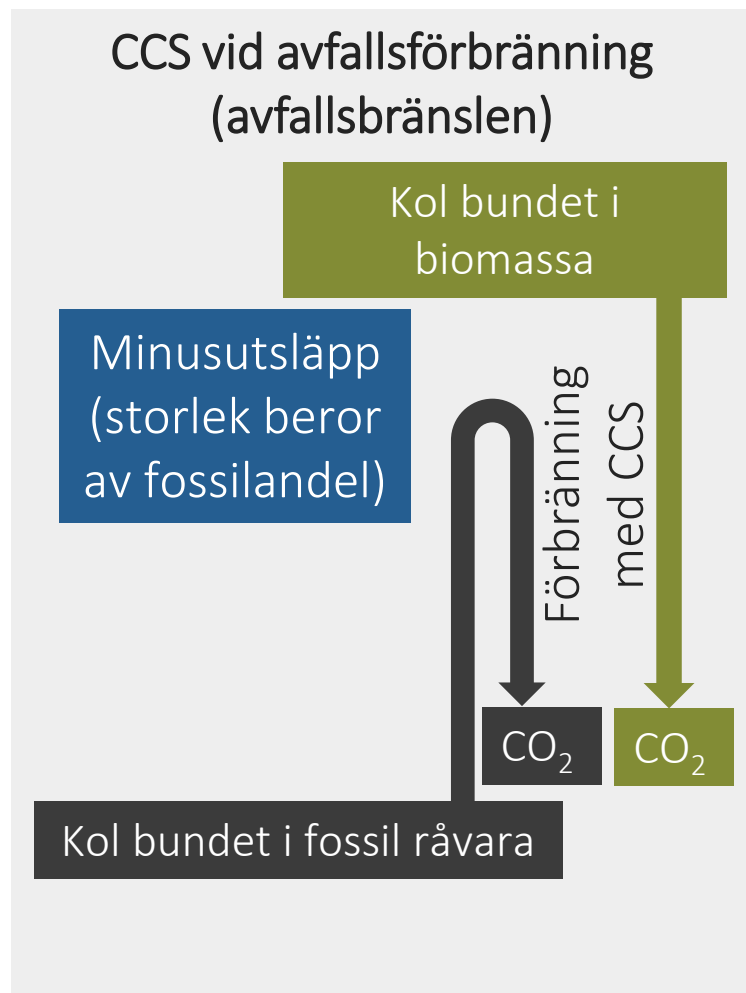 CCS vid avfallsförbränning
(avfallsbränslen)
Kol bundet i
biomassa
Minusutsläpp
(storlek beror
av fossilandel)
Förbränning
med CCS
CO₂
CO₂
Kol bundet i fossil råvara